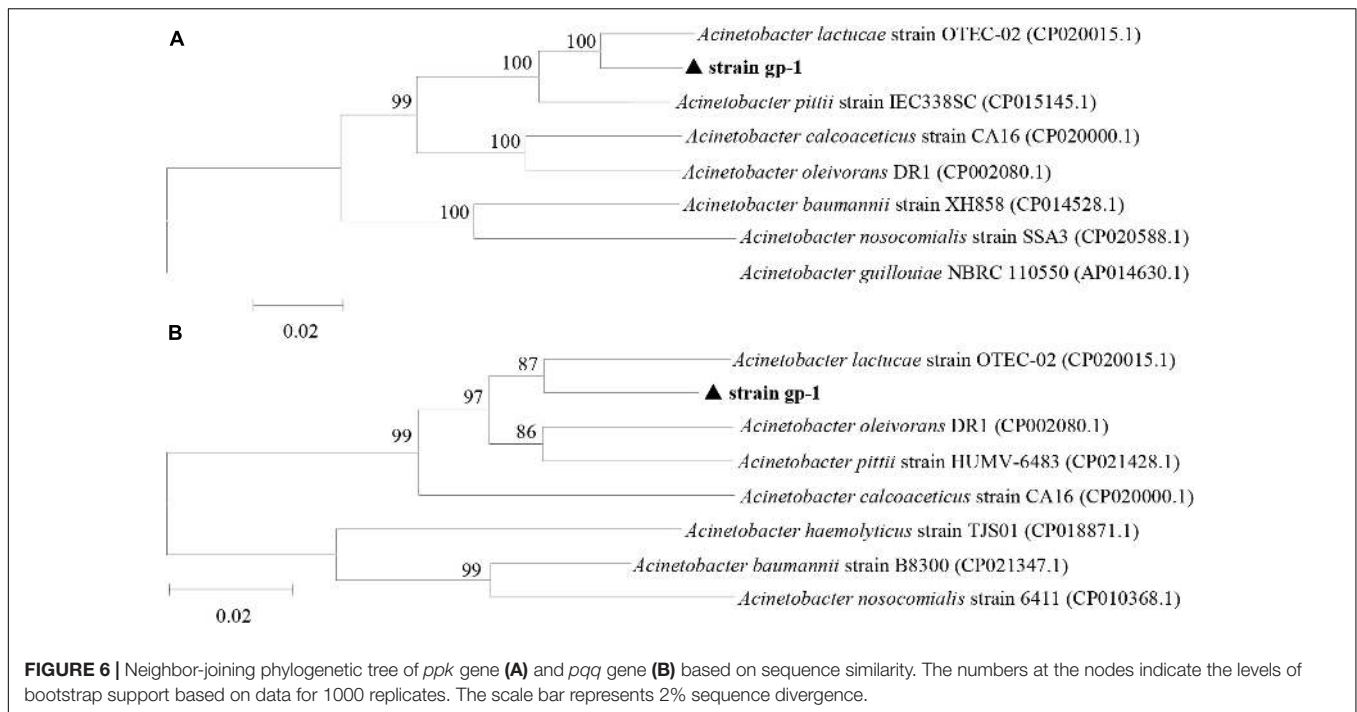 A
100
Acinetobacter lactucae strain OTEC-02 (CP020015.1)
▲ strain gp-1
100
Acinetobacter pittii strain IEC338SC (CP015145.1)
99
Acinetobacter calcoaceticus strain CA16 (CP020000.1)
100
Acinetobacter oleivorans DR1 (CP002080.1)
Acinetobacter baumannii strain XH858 (CP014528.1)
100
Acinetobacter nosocomialis strain SSA3 (CP020588.1)
Acinetobacter guillouiae NBRC 110550 (AP014630.1)
0.02
B
Acinetobacter lactucae strain OTEC-02 (CP020015.1)
87
▲ strain gp-1
97
Acinetobacter oleivorans DR1 (CP002080.1)
86
99
Acinetobacter pittii strain HUMV-6483 (CP021428.1)
Acinetobacter calcoaceticus strain CA16 (CP020000.1)
Acinetobacter haemolyticus strain TJS01 (CP018871.1)
Acinetobacter baumannii strain B8300 (CP021347.1)
99
Acinetobacter nosocomialis strain 6411 (CP010368.1)
0.02
FIGURE 6 | Neighbor-joining phylogenetic tree of ppk gene (A) and pqq gene (B) based on sequence similarity. The numbers at the nodes indicate the levels of
bootstrap support based on data for 1000 replicates. The scale bar represents 2% sequence divergence.